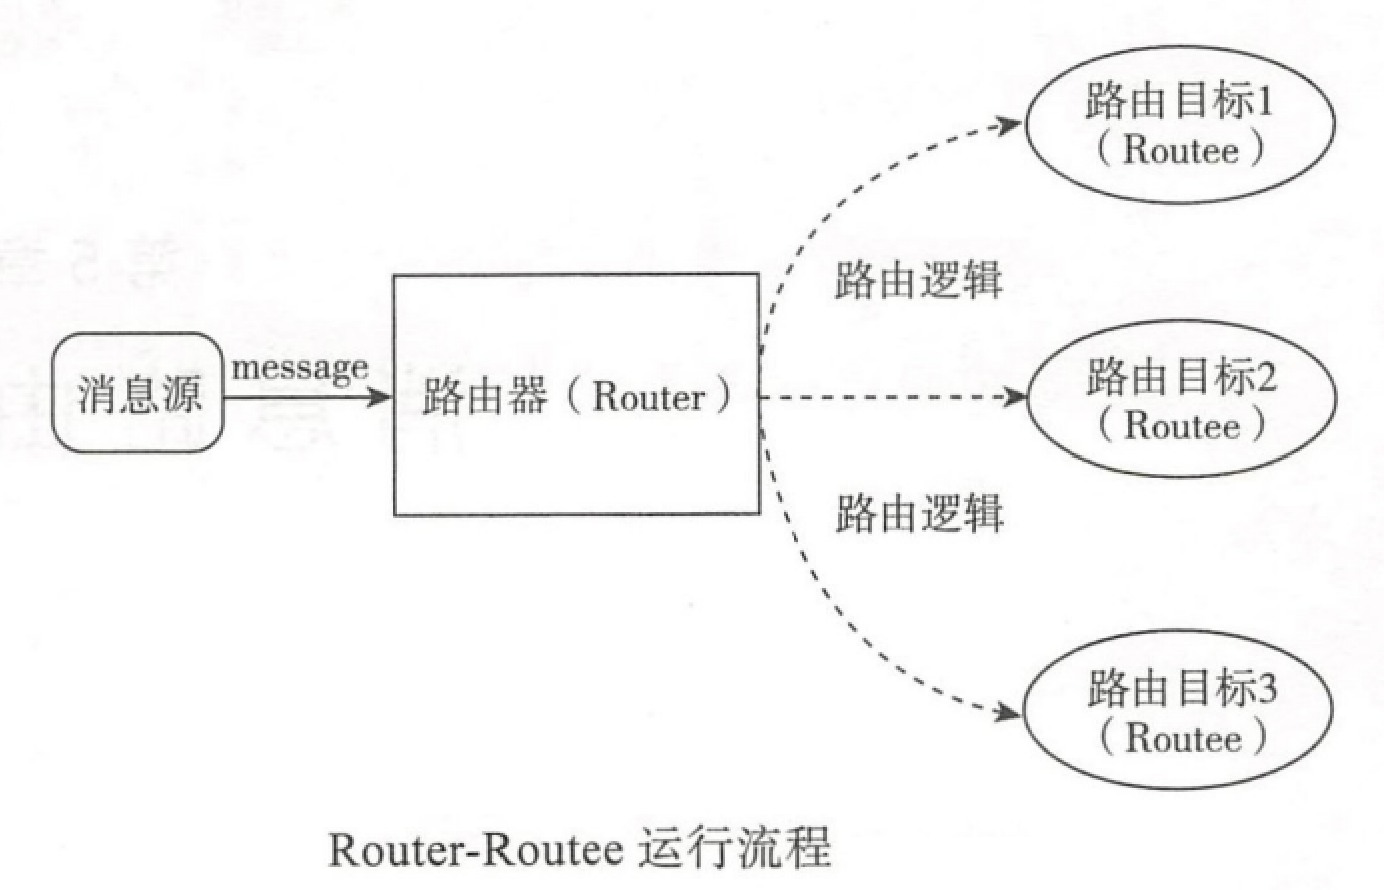 路由目标1
（Routee）
路由逻辑
消息源
message
路由器（Router）
路由目标2
（Routee）
路由逻辑
路由目标3
（Routee）
Router-Routee 运行流程